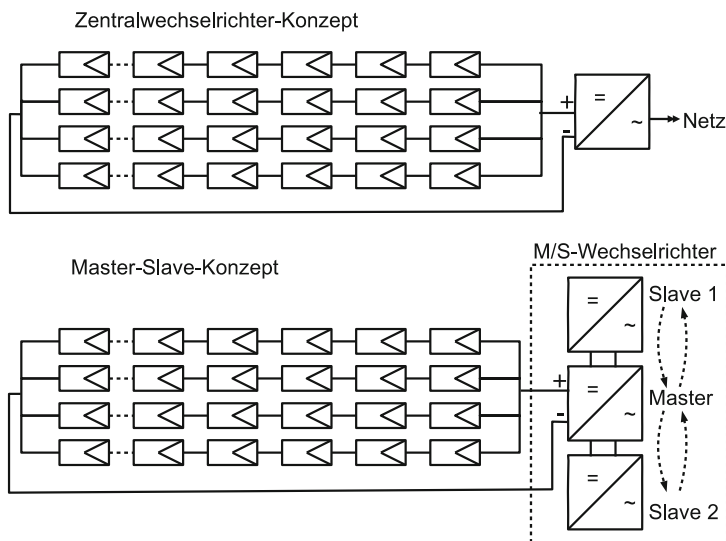 Zentralwechselrichter-Konzept
+
=
~
-
Netz
M/S-Wechselrichter
Master-Slave-Konzept
=
~
Slave 1
+
=
~
-
Master
=
~
Slave 2